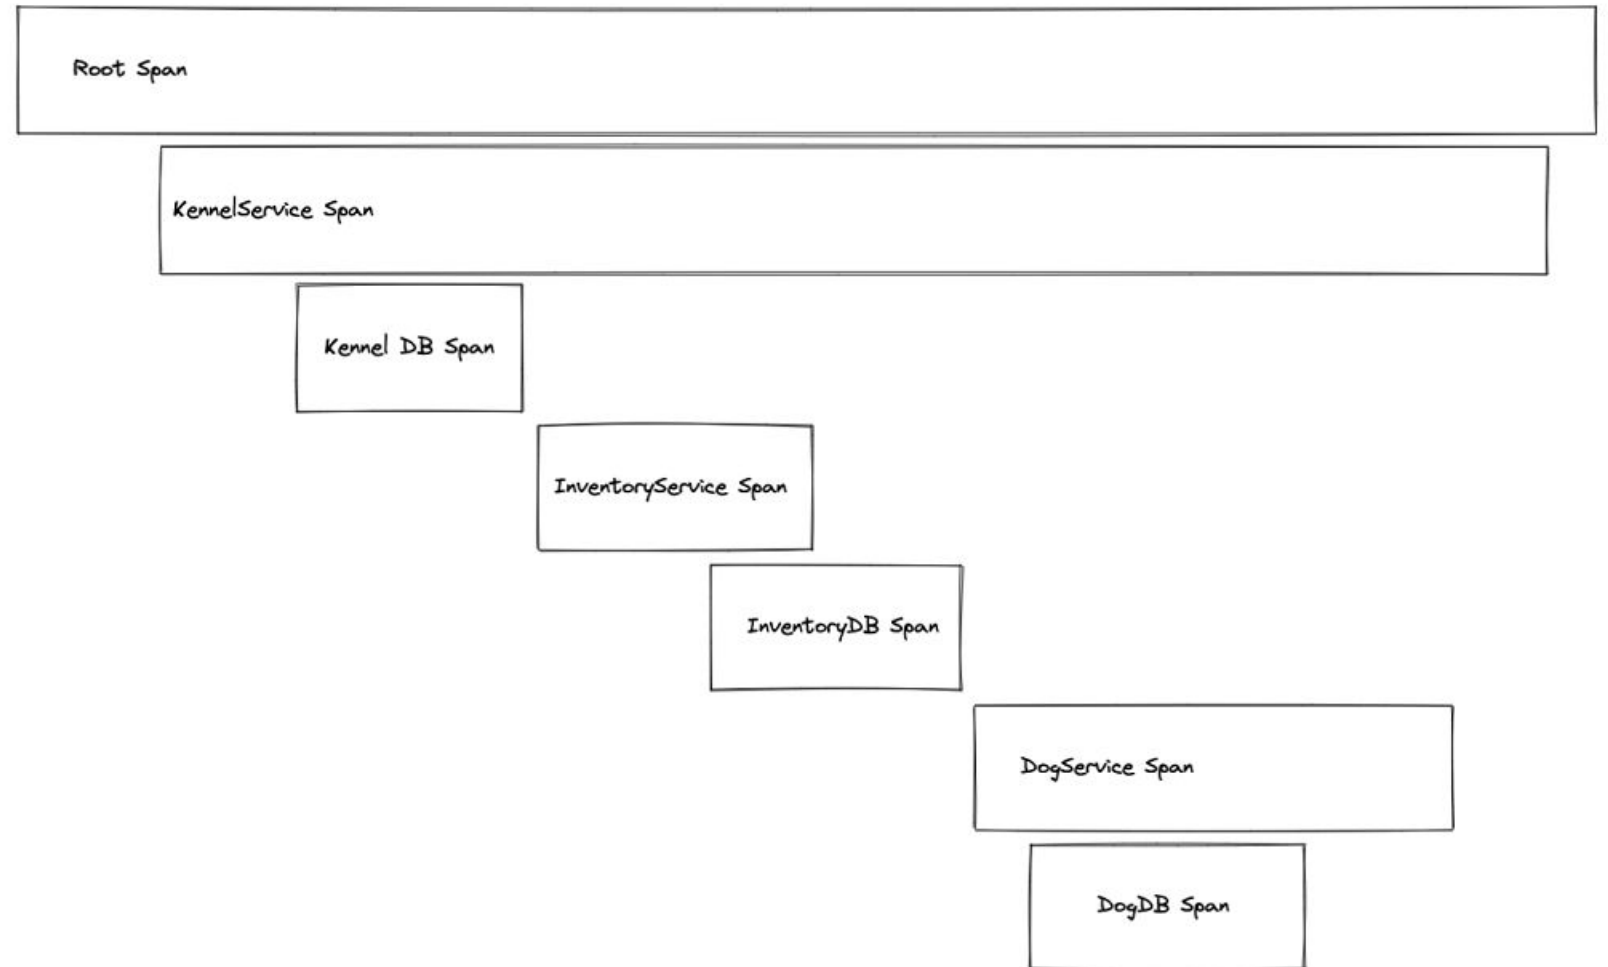 Root Span
KennelService Span
Kennel DB Span
InventoryService Span
InventoryDB Span
DogService Span
DogDB Span